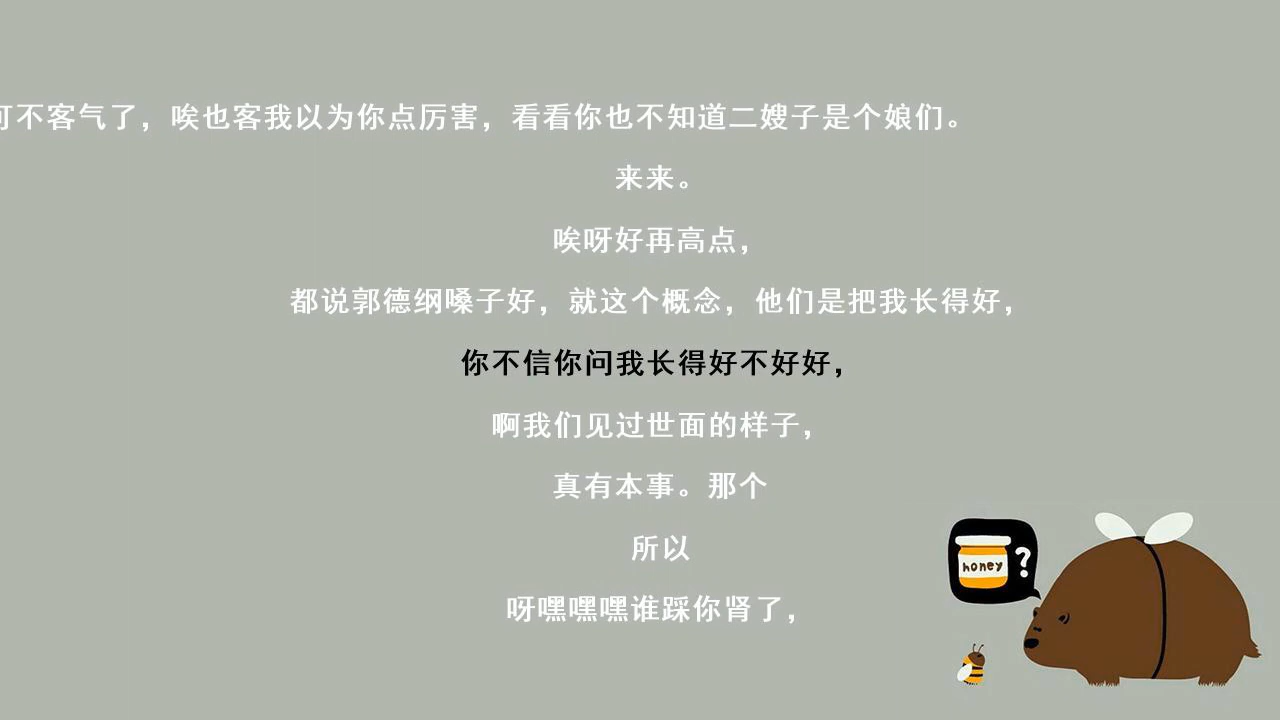 可不客气了，唉也客我以为你点厉害，看看你也不知道二嫂子是个娘们。
来来。
唉呀好再高点，
都说郭德纲嗓子好，就这个概念，他们是把我长得好，
你不信你问我长得好不好好，
啊我们见过世面的样子，
真有本事。那个
所以
呀嘿嘿嘿谁踩你肾了，
honey ?